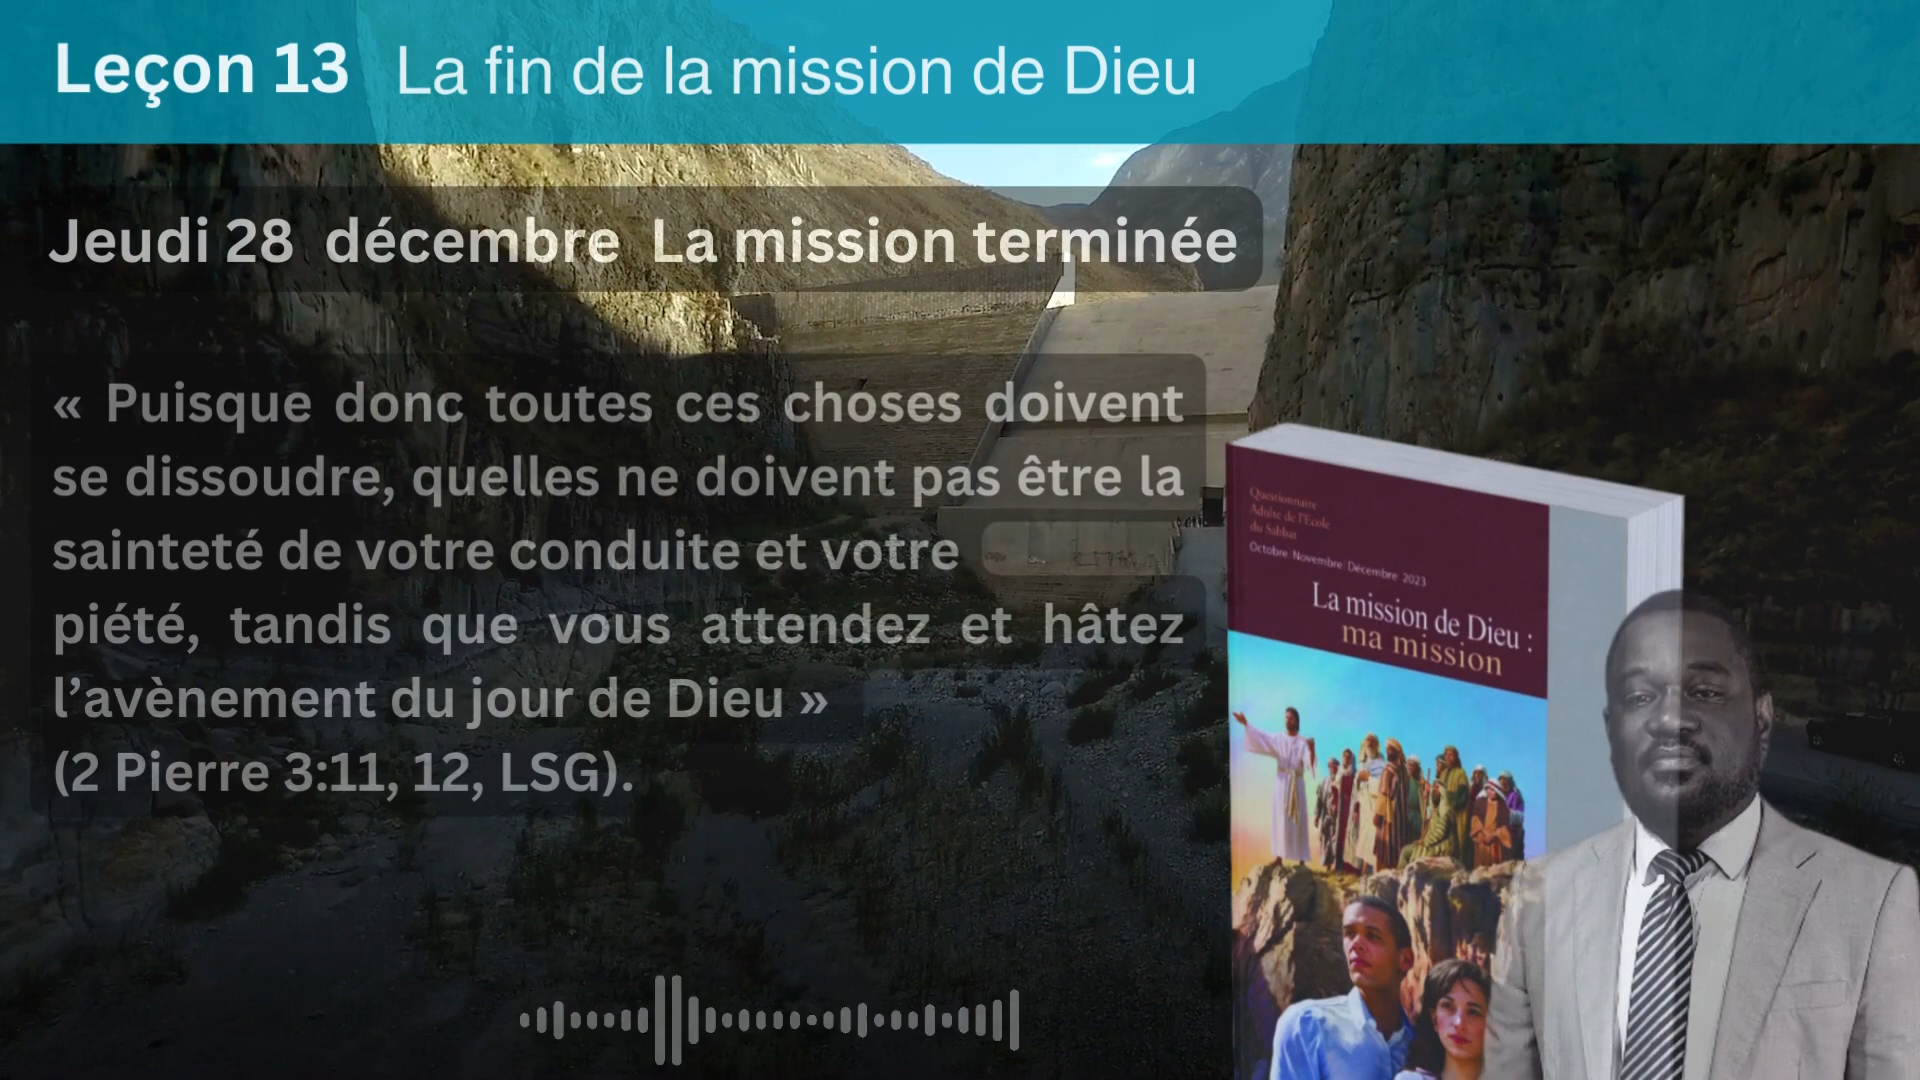 Leçon 13 La fin de la mission de Dieu
Jeudi 28 décembre La mission terminée
« Puisque donc toutes ces choses doivent
se dissoudre, quelles ne doivent pas être la
sainteté de votre conduite et votre
piété, tandis que vous attendez et hâtez
l’avènement du jour de Dieu »
(2 Pierre 3:11, 12, LSG).
Questionnaire
Adulte de l'Ecole
du Sabbat
Octobre Novembre Décembre 2023
La mission de Dieu :
ma mission